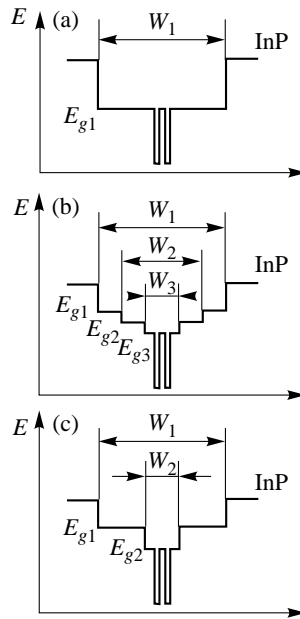 E (a) W1 InP
Eg1
E (b) W1 InP
W2
W3
Eg1
Eg2
Eg3
E (c) W1 InP
W2
Eg1
Eg2